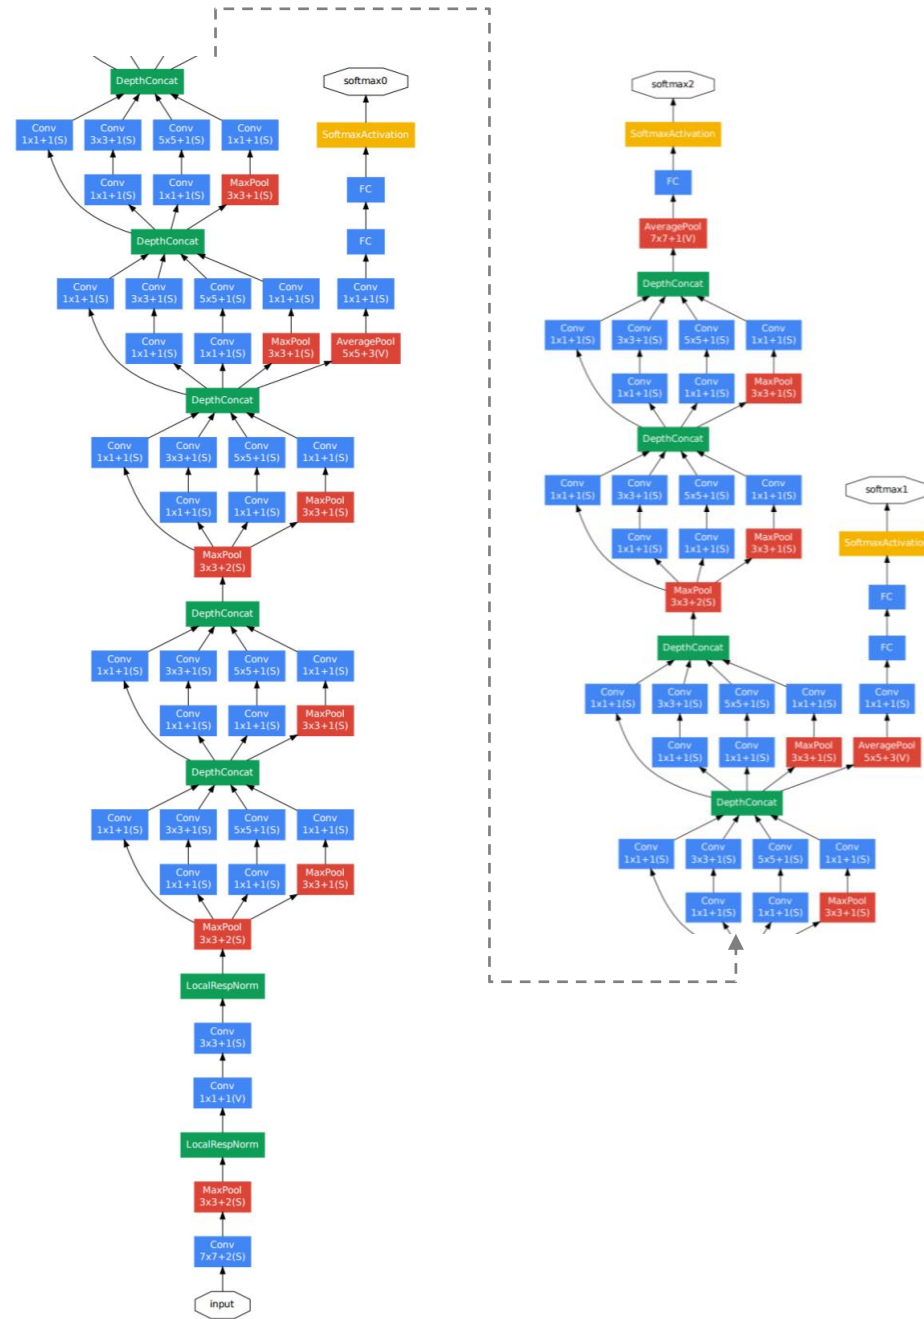 DepthConcat
softmax0
Conv Conv Conv Conv
1x1+1(S) 3x3+1(S) 5x5+1(S) 1x1+1(S)
SoftmaxActivation
Conv Conv MaxPool
1x1+1(S) 1x1+1(S) 3x3+1(S)
FC
DepthConcat
FC
Conv Conv Conv Conv Conv
1x1+1(S) 3x3+1(S) 5x5+1(S) 1x1+1(S) 1x1+1(S)
Conv Conv MaxPool AveragePool
1x1+1(S) 1x1+1(S) 3x3+1(S) 5x5+3(V)
DepthConcat
Conv Conv Conv Conv
1x1+1(S) 3x3+1(S) 5x5+1(S) 1x1+1(S)
Conv Conv MaxPool
1x1+1(S) 1x1+1(S) 3x3+1(S)
MaxPool
3x3+2(S)
DepthConcat
Conv Conv Conv Conv
1x1+1(S) 3x3+1(S) 5x5+1(S) 1x1+1(S)
Conv Conv MaxPool
1x1+1(S) 1x1+1(S) 3x3+1(S)
DepthConcat
Conv Conv Conv Conv
1x1+1(S) 3x3+1(S) 5x5+1(S) 1x1+1(S)
Conv Conv MaxPool
1x1+1(S) 1x1+1(S) 3x3+1(S)
MaxPool
3x3+2(S)
LocalRespNorm
Conv
3x3+1(S)
Conv
1x1+1(V)
LocalRespNorm
MaxPool
3x3+2(S)
Conv
7x7+2(S)
input
softmax2
SoftmaxActivation
FC
AveragePool
7x7+1(V)
DepthConcat
Conv Conv Conv Conv
1x1+1(S) 3x3+1(S) 5x5+1(S) 1x1+1(S)
Conv Conv MaxPool
1x1+1(S) 1x1+1(S) 3x3+1(S)
DepthConcat
Conv Conv Conv Conv
1x1+1(S) 3x3+1(S) 5x5+1(S) 1x1+1(S)
softmax1
Conv Conv MaxPool
1x1+1(S) 1x1+1(S) 3x3+1(S)
SoftmaxActivation
MaxPool
3x3+2(S)
FC
DepthConcat
FC
Conv Conv Conv Conv Conv
1x1+1(S) 3x3+1(S) 5x5+1(S) 1x1+1(S) 1x1+1(S)
Conv Conv MaxPool AveragePool
1x1+1(S) 1x1+1(S) 3x3+1(S) 5x5+3(V)
DepthConcat
Conv Conv Conv Conv
1x1+1(S) 3x3+1(S) 5x5+1(S) 1x1+1(S)
Conv Conv MaxPool
1x1+1(S) 1x1+1(S) 3x3+1(S)